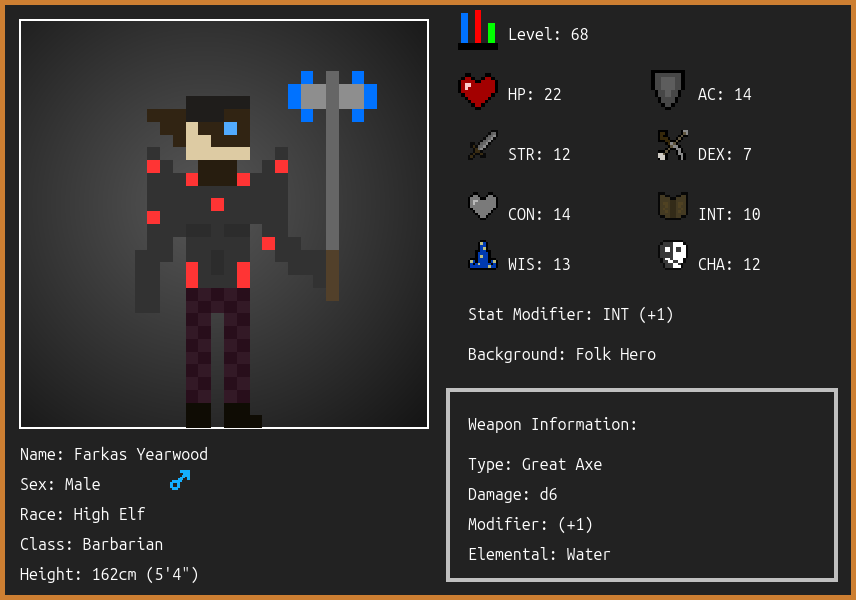 Level: 68
HP: 22
AC: 14
STR: 12
DEX: 7
CON: 14
INT: 10
WIS: 13
CHA: 12
Stat Modifier: INT (+1)
Background: Folk Hero
Weapon Information:
Type: Great Axe
Damage: d6
Modifier: (+1)
Elemental: Water
Name: Farkas Yearwood
Sex: Male
Race: High Elf
Class: Barbarian
Height: 162cm (5'4")